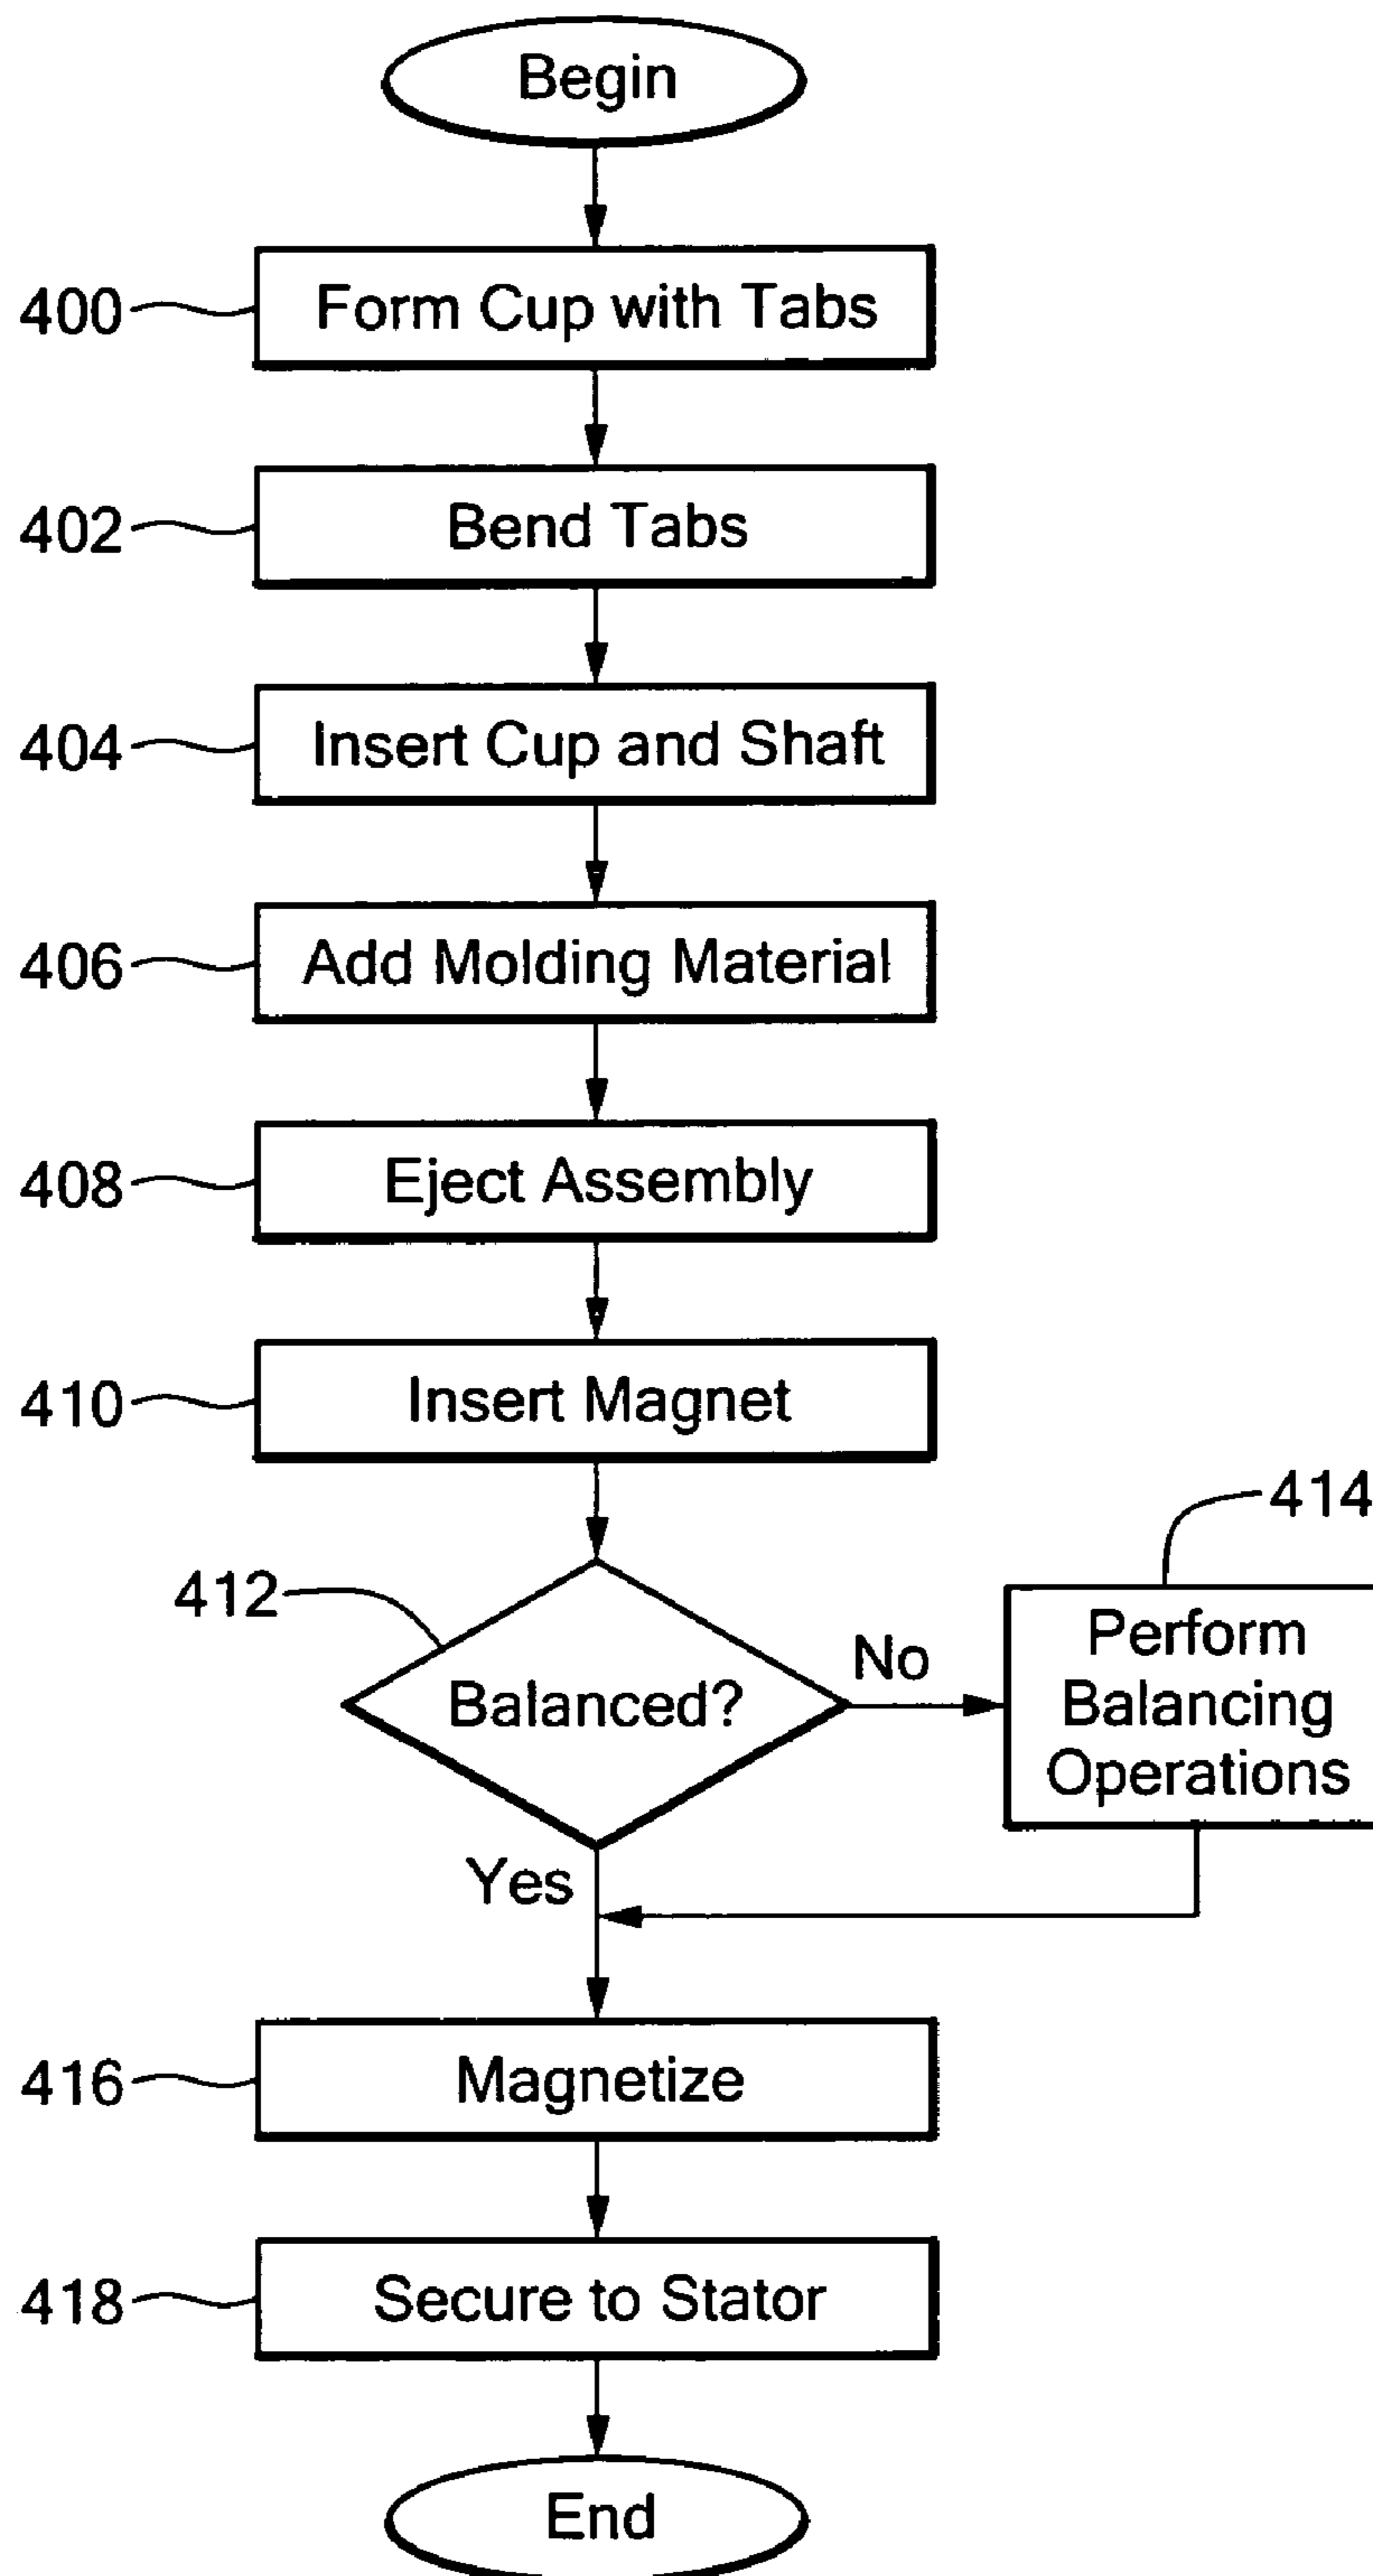 Begin
400
Form Cup with Tabs
402
Bend Tabs
404
Insert Cup and Shaft
406
Add Molding Material
408
Eject Assembly
410
Insert Magnet
414
412
Balanced?
No
Perform
Balancing
Operations
Yes
416
Magnetize
418
Secure to Stator
End